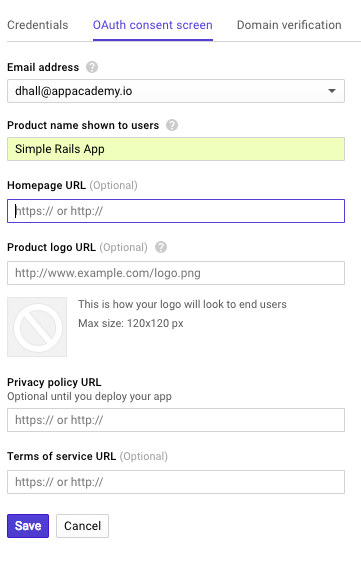 Credentials OAuth consent screen Domain verification
Email address ?
dhall@appacademy.io
Product name shown to users ?
Simple Rails App
Homepage URL (Optional)
https:// or http://
Product logo URL (Optional) ?
http://www.example.com/logo.png
This is how your logo will look to end users
Max size: 120x120 px
Privacy policy URL
Optional until you deploy your app
https:// or http://
Terms of service URL (Optional)
https:// or http://
Save Cancel